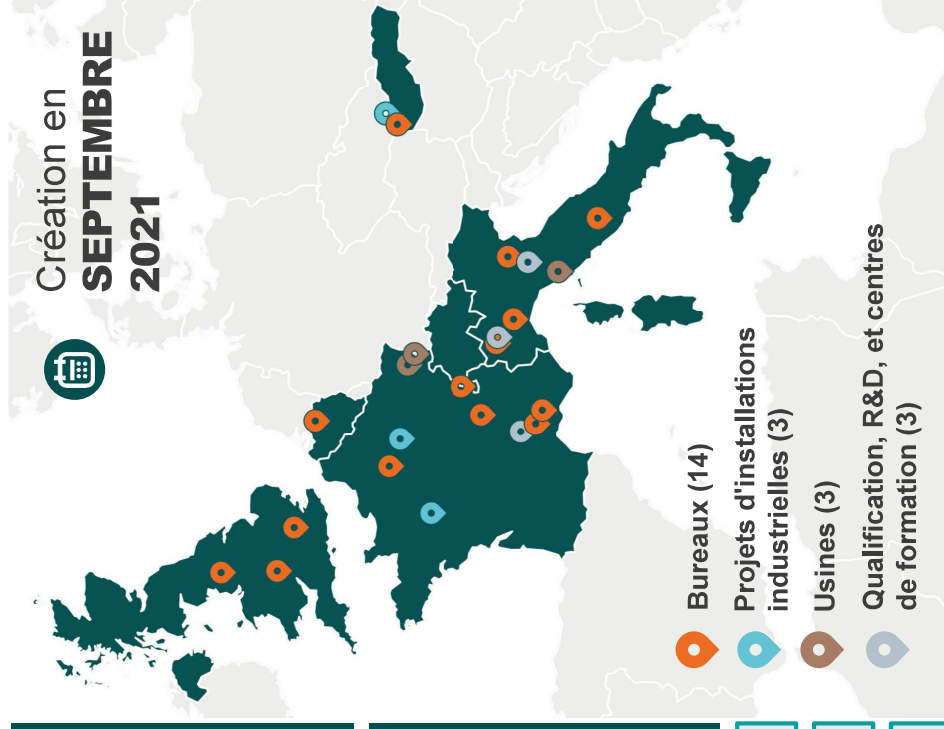 Création en
SEPTEMBRE
2021
Bureaux (14)
Projets d'installations
industrielles (3)
Usines (3)
Qualification, R&D, et centres
de formation (3)